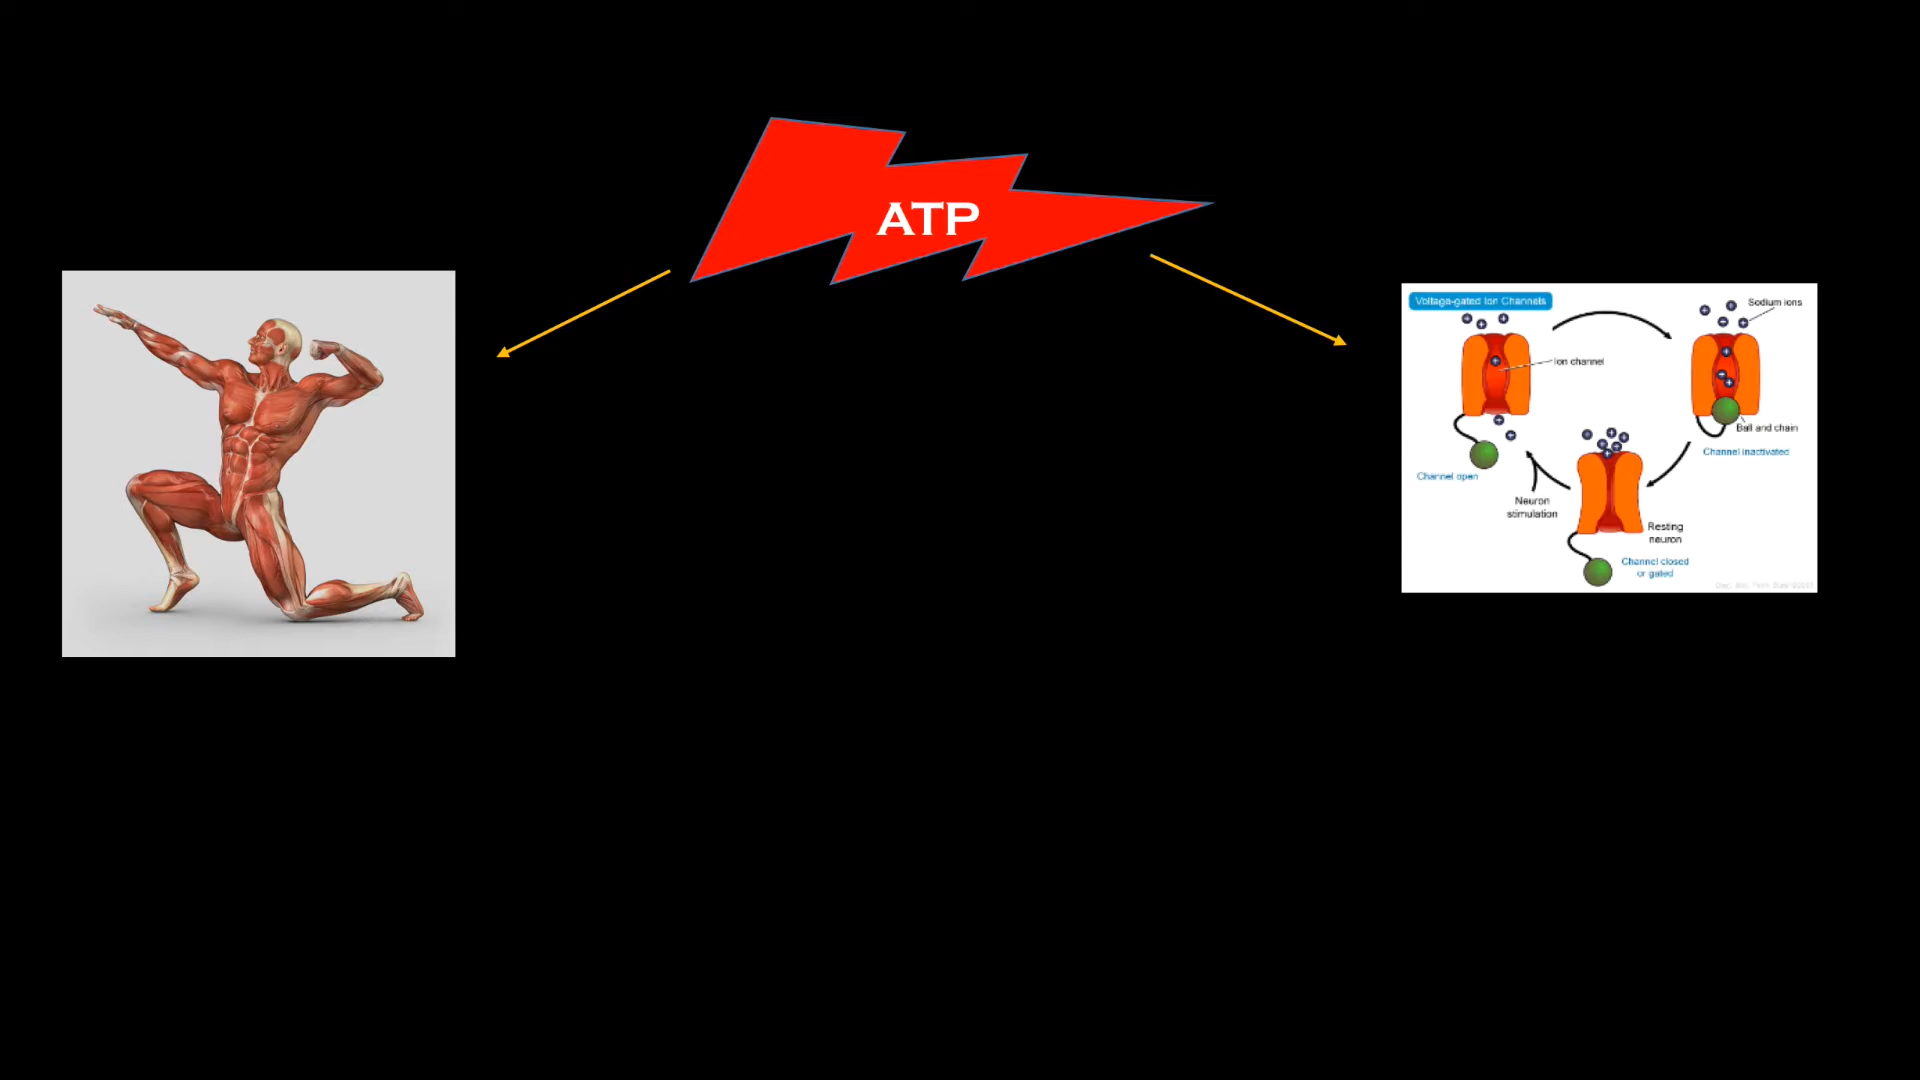 ATP
Voltage-gated Ion Channels
Sodium ions
Ion channel
Ball and chain
Channel inactivated
Channel open
Neuron
stimulation
Resting
neuron
Channel closed
or gated